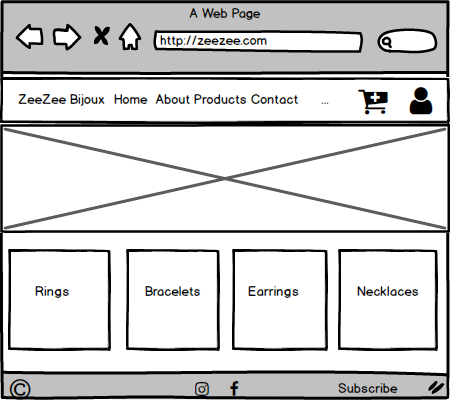 A Web Page
http://zeezee.com
ZeeZee Bijoux Home About Products Contact ...
Rings Bracelets Earrings Necklaces
© Subscribe